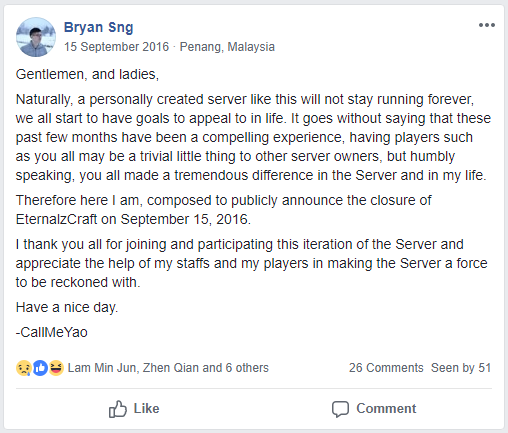 Bryan Sng
15 September 2016 · Penang, Malaysia
Gentlemen, and ladies,
Naturally, a personally created server like this will not stay running forever,
we all start to have goals to appeal to in life. It goes without saying that these
past few months have been a compelling experience, having players such
as you all may be a trivial little thing to other server owners, but humbly
speaking, you all made a tremendous difference in the Server and in my life.
Therefore here I am, composed to publicly announce the closure of
EternalzCraft on September 15, 2016.
I thank you all for joining and participating this iteration of the Server and
appreciate the help of my staffs and my players in making the Server a force
to be reckoned with.
Have a nice day.
-CallMeYao
Lam Min Jun, Zhen Qian and 6 others 26 Comments Seen by 51
Like Comment